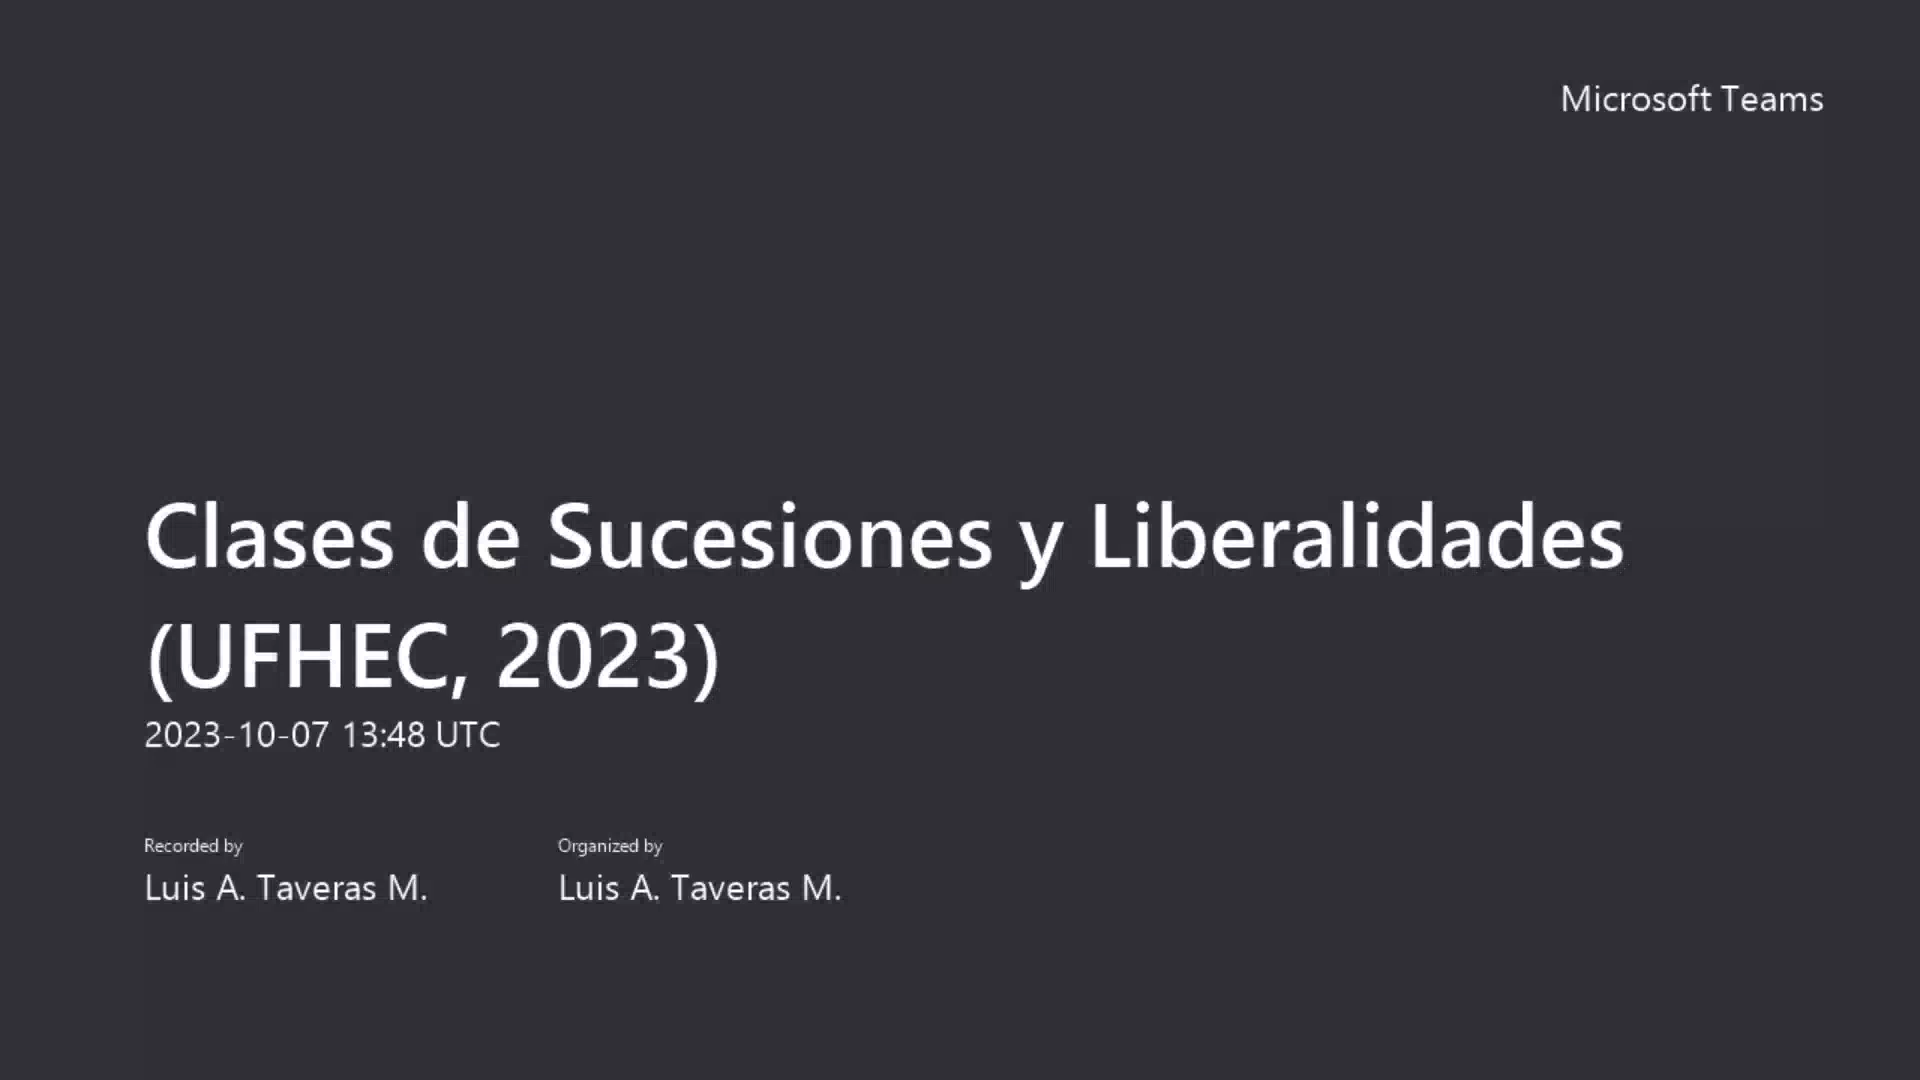 Microsoft Teams
Clases de Sucesiones y Liberalidades
(UFHEC, 2023)
2023-10-07 13:48 UTC
Recorded by
Luis A. Taveras M.
Organized by
Luis A. Taveras M.